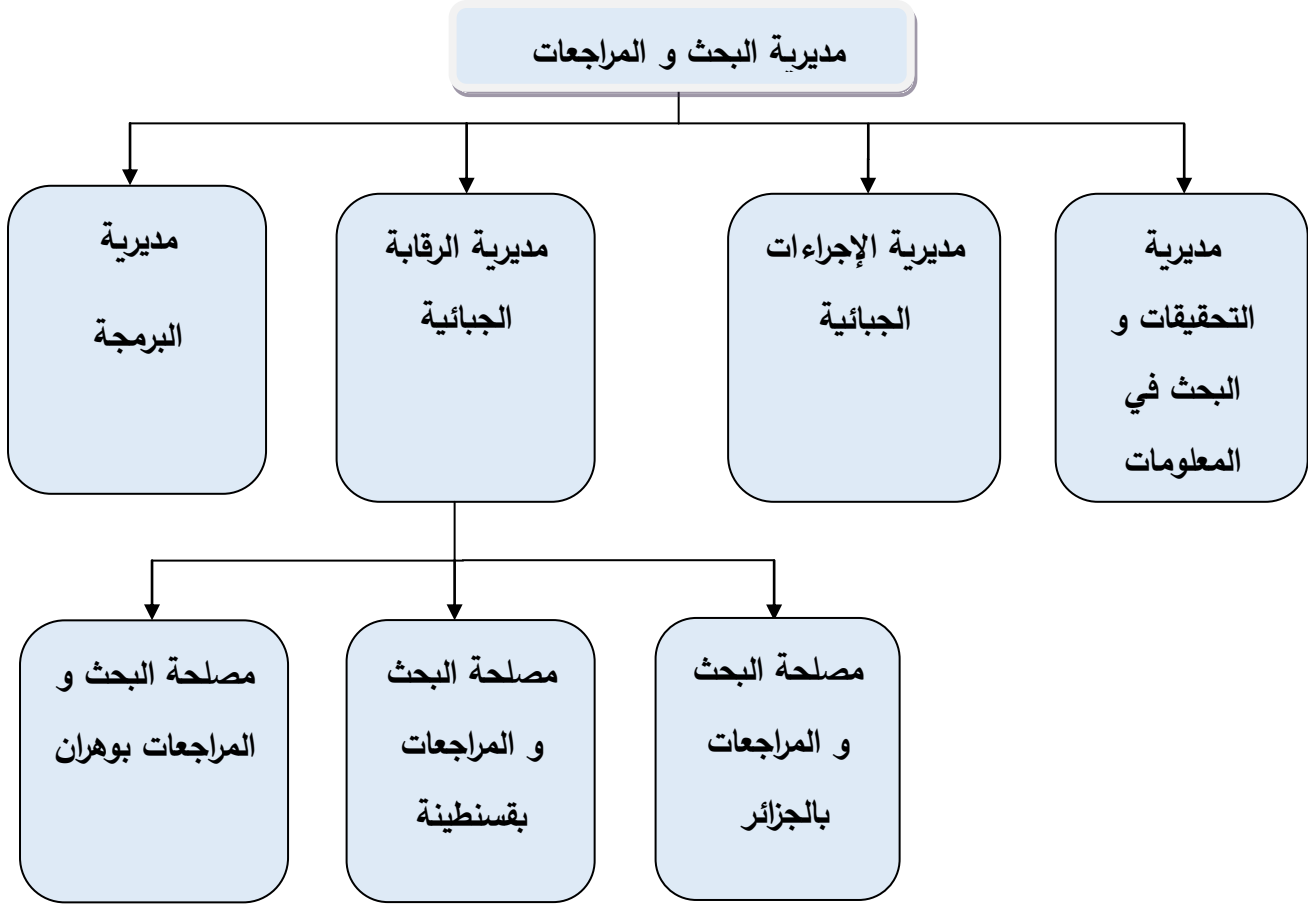 مديرية البحث و المراجعات
مديرية
التحقيقات و
البحث في
المعلومات
مديرية الإجراءات
الجبائية
مديرية الرقابة
الجبائية
مديرية
البرمجة
مصلحة البحث
و المراجعات
بالجزائر
مصلحة البحث
و المراجعات
بقسنطينة
مصلحة البحث و
المراجعات بوهران